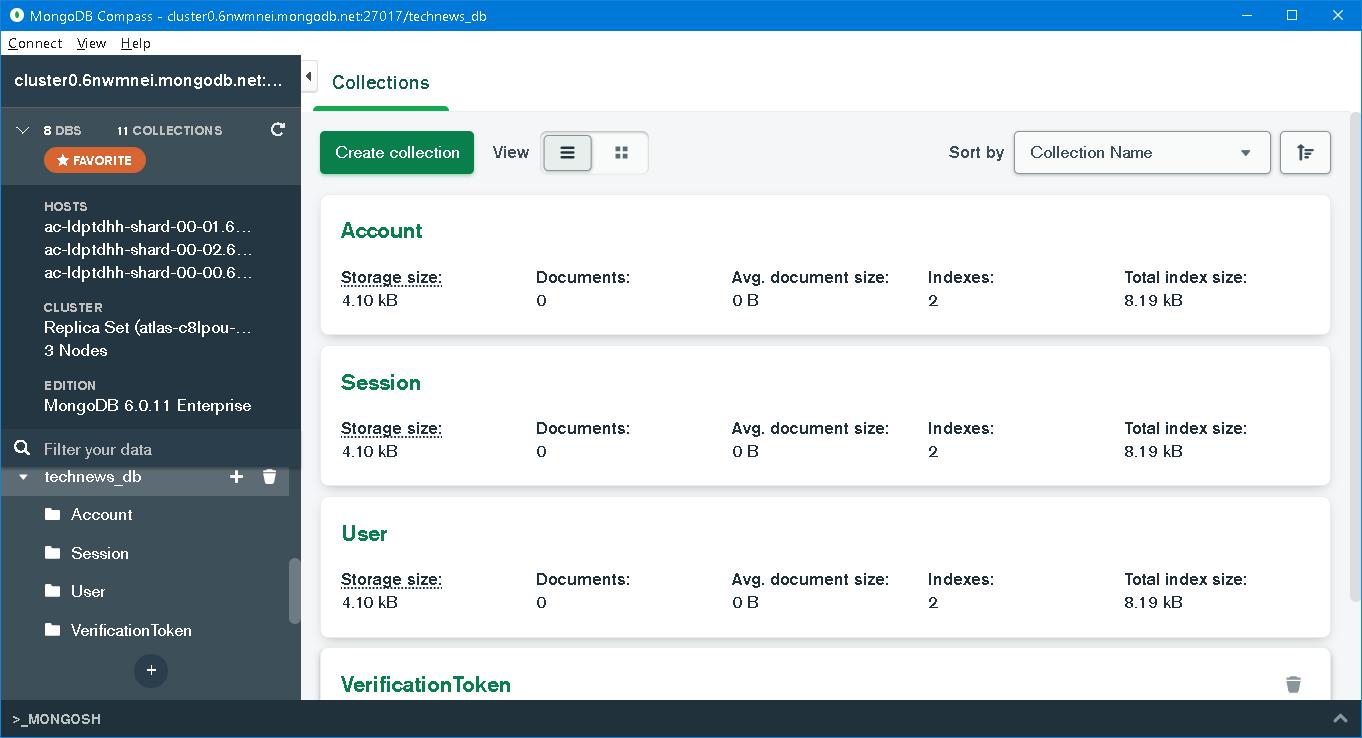 MongoDB Compass - cluster0.6nwmnei.mongodb.net:27017/technews_db
Connect View Help
cluster0.6nwmnei.mongodb.net:...
8 DBS 11 COLLECTIONS
FAVORITE
HOSTS
ac-ldptdhh-shard-00-01.6...
ac-ldptdhh-shard-00-02.6...
ac-ldptdhh-shard-00-00.6...
CLUSTER
Replica Set (atlas-c8lpou-...
3 Nodes
EDITION
MongoDB 6.0.11 Enterprise
Filter your data
technews_db
Account
Session
User
VerificationToken
+
Collections
Create collection View Sort by Collection Name
Account
Storage size: Documents: Avg. document size: Indexes: Total index size:
4.10 kB 0 0 B 2 8.19 kB
Session
Storage size: Documents: Avg. document size: Indexes: Total index size:
4.10 kB 0 0 B 2 8.19 kB
User
Storage size: Documents: Avg. document size: Indexes: Total index size:
4.10 kB 0 0 B 2 8.19 kB
VerificationToken
>_MONGOSH